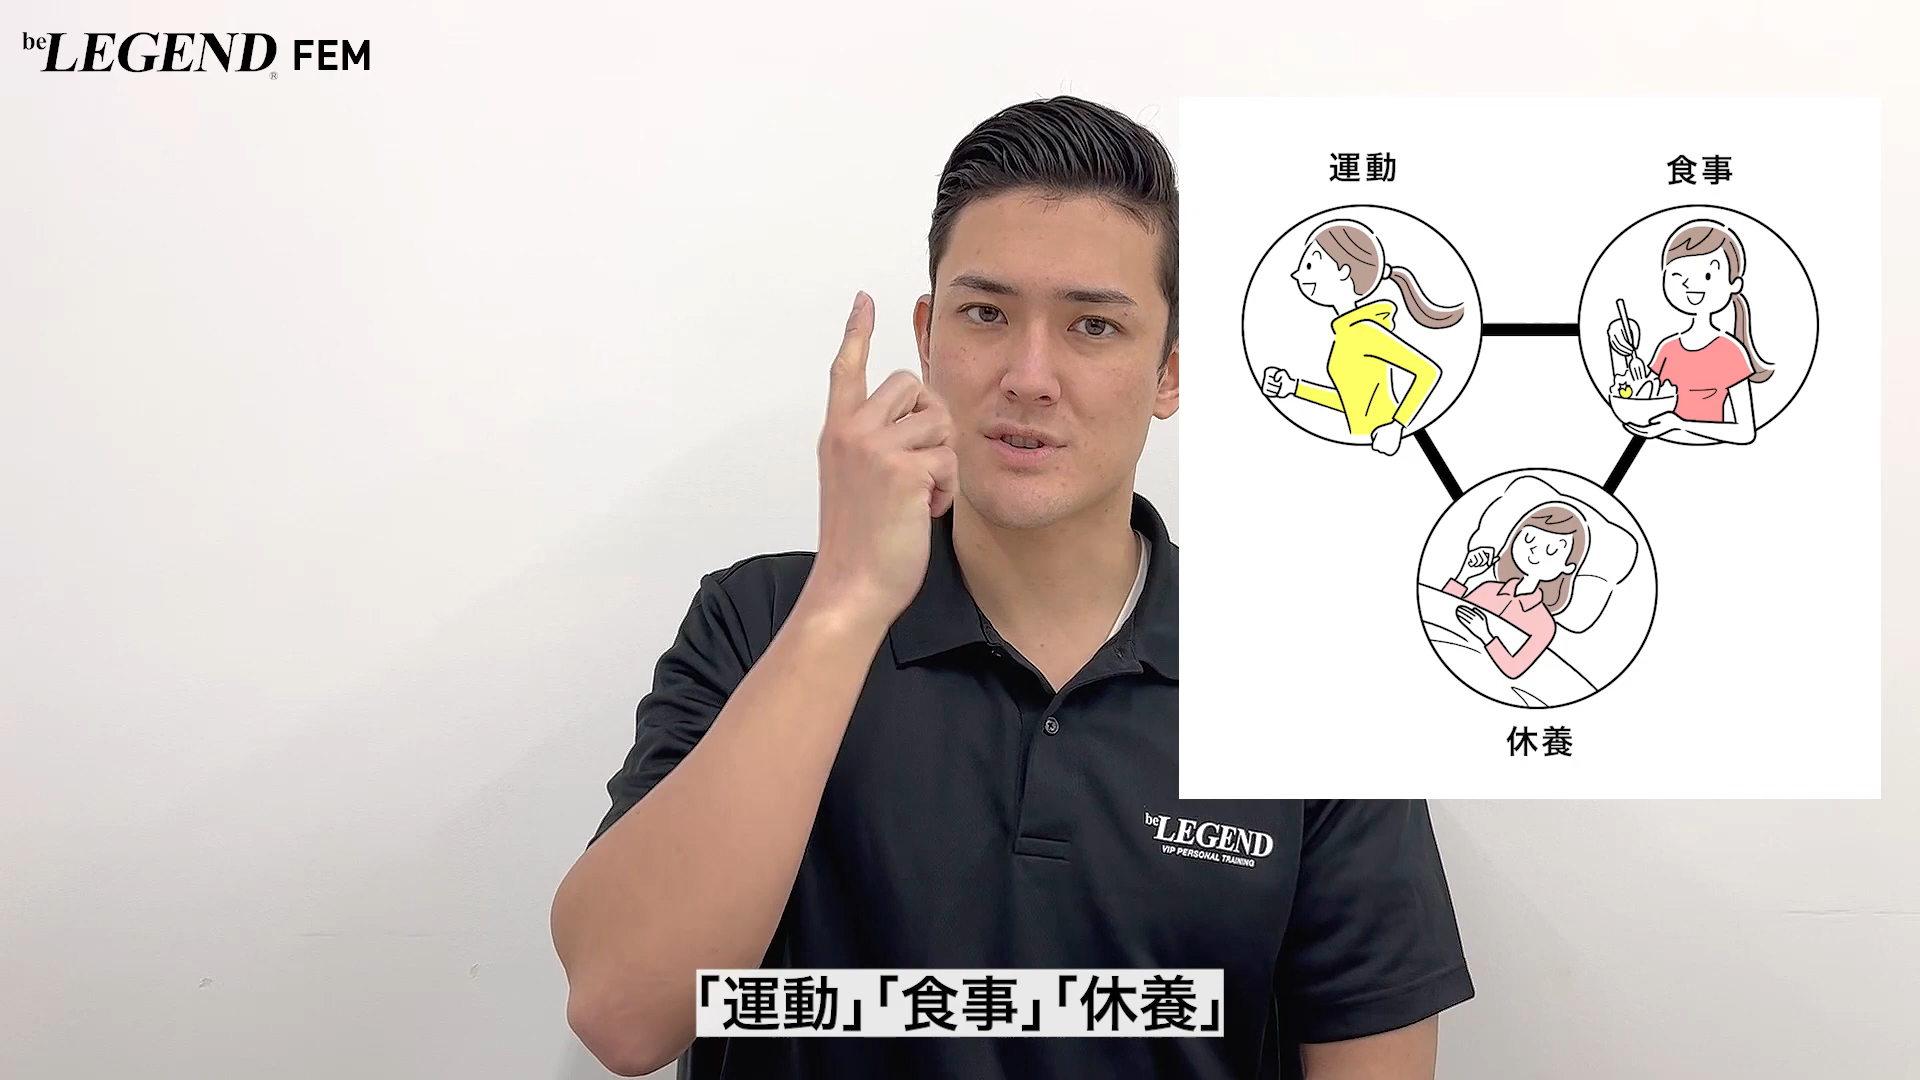 beLEGEND® FEM
運動
食事
休養
beLEGEND
VIP PERSONAL TRAINING
「運動」「食事」「休養」